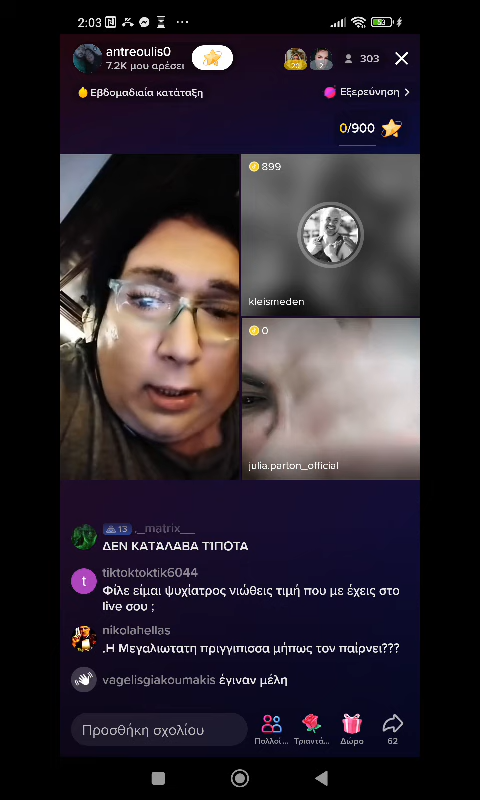 2:03
53
antreoulis0
7.2K μου αρέσει
303
Εβδομαδιαία κατάταξη
Εξερεύνηση >
0/900
899
kleismeden
0
julia.parton_official
13 ._matrix__
ΔΕΝ ΚΑΤΑΛΑΒΑ ΤΙΠΟΤΑ
t
tiktoktoktik6044
Φίλε είμαι ψυχίατρος νιώθεις τιμή που με έχεις στο
live σου ;
nikolahellas
.Η Μεγαλιωτατη πριγγιπισσα μήπως τον παίρνει???
vagelisgiakoumakis έγιναν μέλη
Προσθήκη σχολίου
Πολλοί... Τριαντά... Δώρο 62